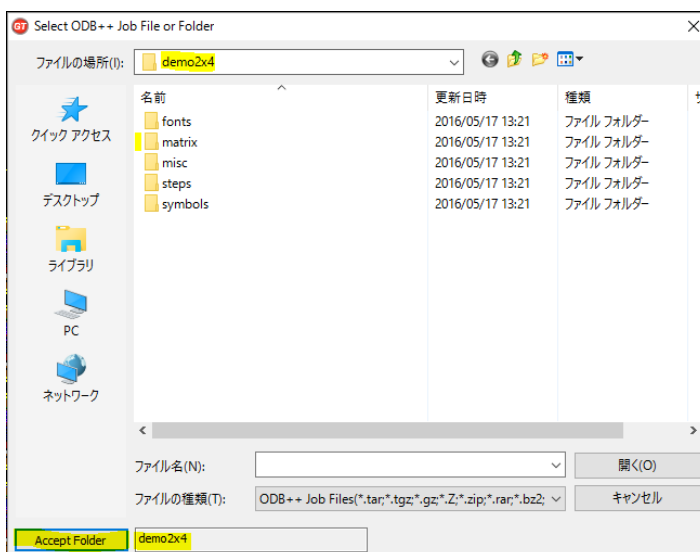 GT Select ODB++ Job File or Folder
ファイルの場所(I): demo2x4
名前 更新日時 種類
fonts 2016/05/17 13:21 ファイル フォルダー
matrix 2016/05/17 13:21 ファイル フォルダー
misc 2016/05/17 13:21 ファイル フォルダー
steps 2016/05/17 13:21 ファイル フォルダー
symbols 2016/05/17 13:21 ファイル フォルダー
クイック アクセス
デスクトップ
ライブラリ
PC
ネットワーク
ファイル名(N): 開く(O)
ファイルの種類(T): ODB++ Job Files(*.tar;*.tgz;*.gz;*.Z;*.zip;*.rar;*.bz2; キャンセル
Accept Folder demo2x4